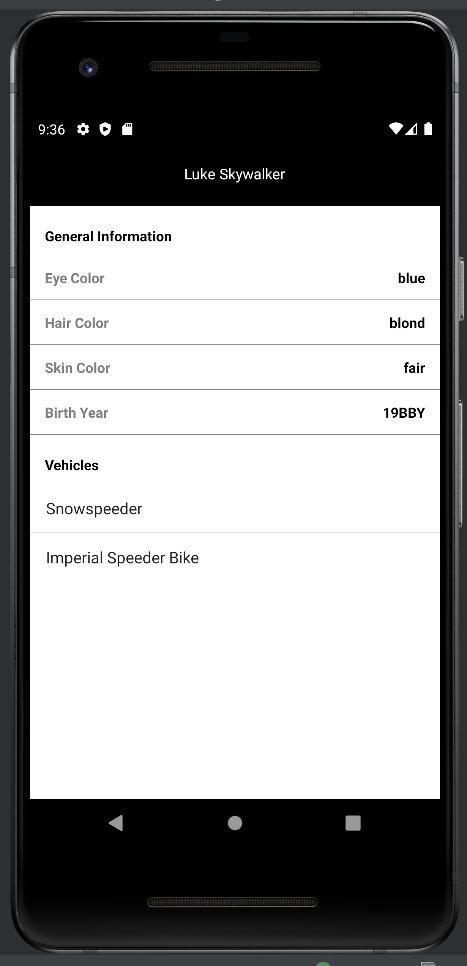 9:36
Luke Skywalker
General Information
Eye Color blue
Hair Color blond
Skin Color fair
Birth Year 19BBY
Vehicles
Snowspeeder
Imperial Speeder Bike